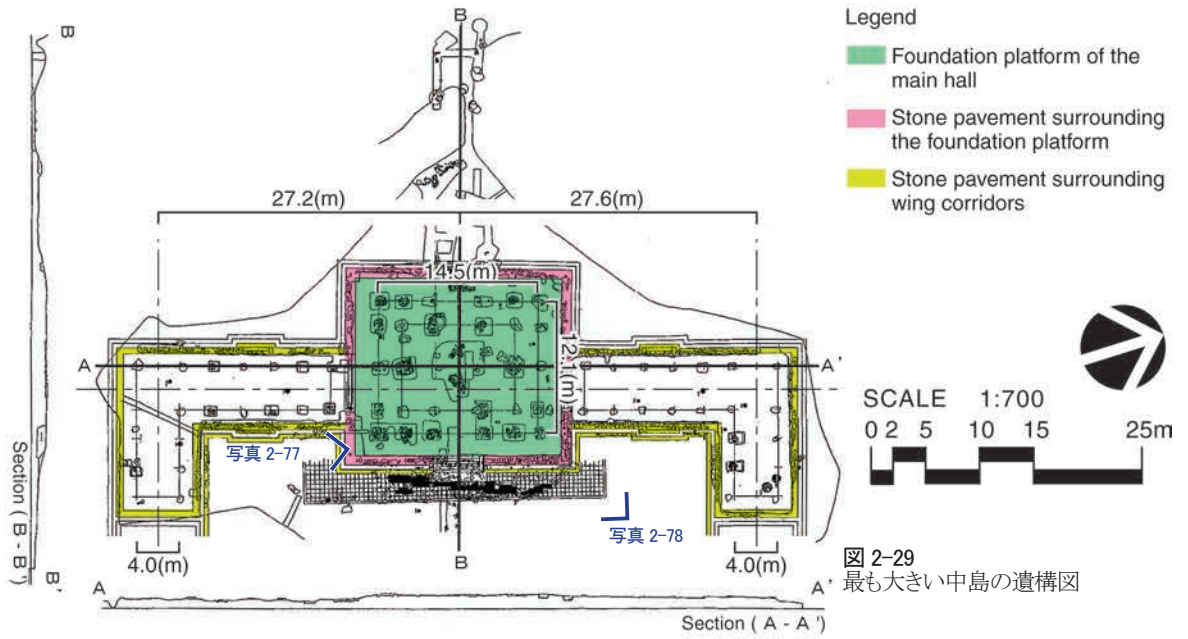 B
B
27.2(m)
27.6(m)
14.5(m)
12.1(m)
A
A'
写真 2-77
写真 2-78
4.0(m)
4.0(m)
B
Section ( B - B')
B'
A
A'
Section ( A - A')
Legend
Foundation platform of the
main hall
Stone pavement surrounding
the foundation platform
Stone pavement surrounding
wing corridors
SCALE 1:700
0 2 5 10 15 25m
図 2-29
最も大きい中島の遺構図